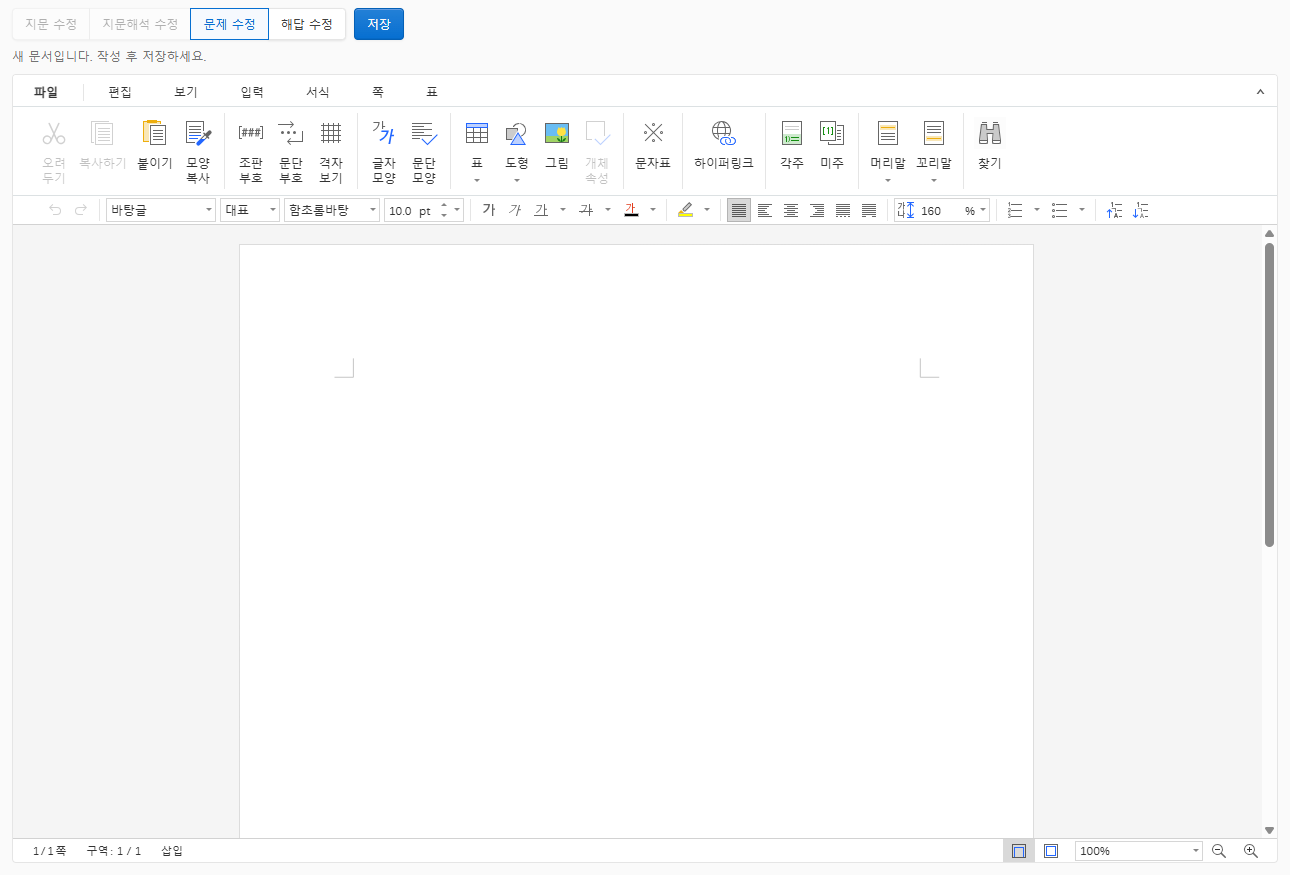 지문 수정 지문해석 수정 문제 수정 해답 수정 저장
새 문서입니다. 작성 후 저장하세요.
파일 편집 보기 입력 서식 쪽 표
오려 두기 복사하기 붙이기 모양 복사 [###] 조판 부호 문단 부호 격자 보기 가가 글자 모양 문단 모양 표 도형 그림 개체 속성 ※ 문자표 하이퍼링크 1)= 각주 [1] 미주 머리말 꼬리말 찾기
바탕글 대표 함초롬바탕 10.0 pt 가 가 가 가 가 가나 160 %
1/1쪽 구역: 1 / 1 삽입 100%